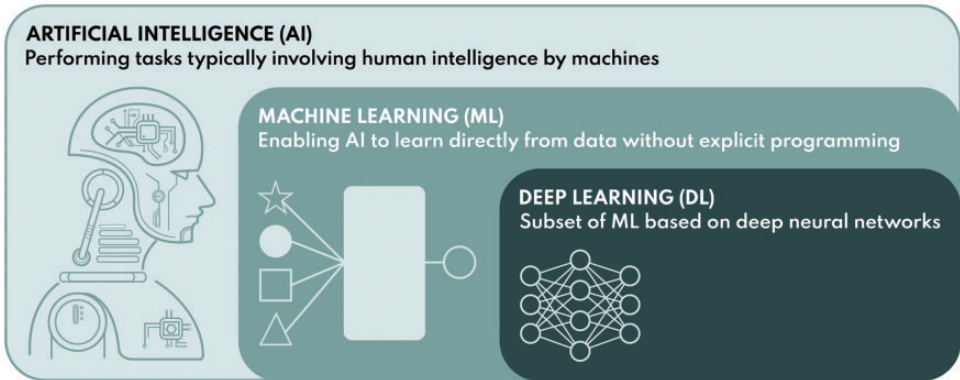 ARTIFICIAL INTELLIGENCE (AI)
Performing tasks typically involving human intelligence by machines
MACHINE LEARNING (ML)
Enabling AI to learn directly from data without explicit programming
DEEP LEARNING (DL)
Subset of ML based on deep neural networks